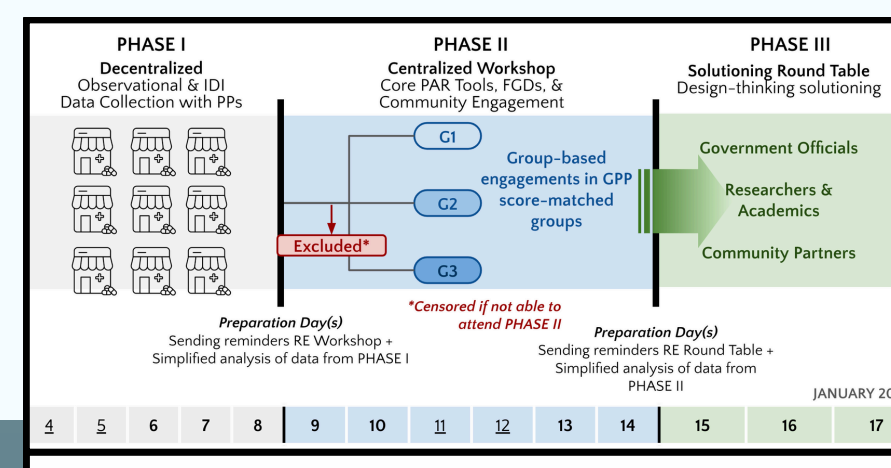 PHASE I
Decentralized
Observational & IDI
Data Collection with PPs
PHASE II
Centralized Workshop
Core PAR Tools, FGDs, &
Community Engagement
PHASE III
Solutioning Round Table
Design-thinking solutioning
G1
G2
G3
Excluded*
Group-based
engagements in GPP
score-matched
groups
Government Officials
Researchers &
Academics
Community Partners
*Censored if not able to
attend PHASE II
Preparation Day(s)
Sending reminders RE Workshop +
Simplified analysis of data from PHASE I
Preparation Day(s)
Sending reminders RE Round Table +
Simplified analysis of data from
PHASE II
JANUARY 20
4 5 6 7 8 9 10 11 12 13 14 15 16 17